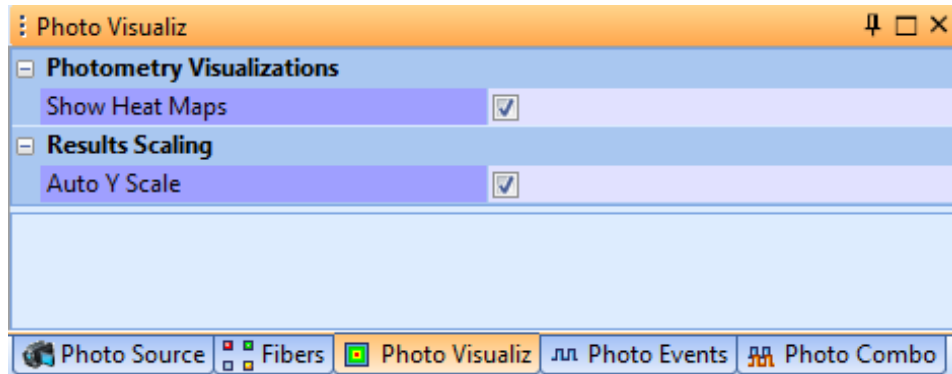 Photo Visualiz
Photometry Visualizations
Show Heat Maps
Results Scaling
Auto Y Scale
Photo Source Fibers Photo Visualiz Photo Events Photo Combo